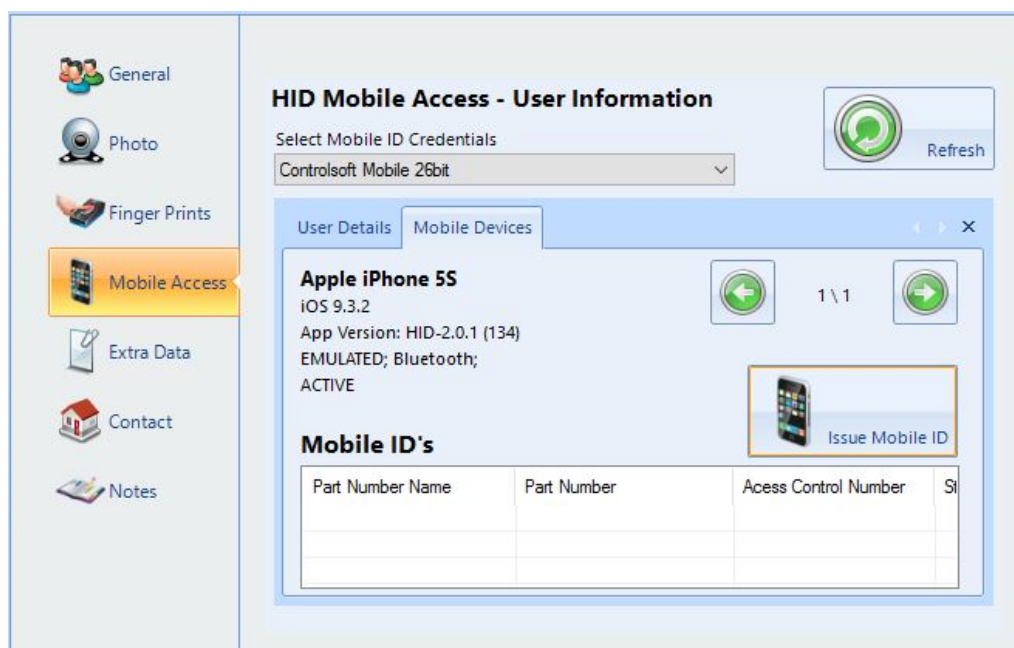 General
Photo
Finger Prints
Mobile Access
Extra Data
Contact
Notes
HID Mobile Access - User Information
Refresh
Select Mobile ID Credentials
Controlsoft Mobile 26bit
User Details Mobile Devices
Apple iPhone 5S
iOS 9.3.2
App Version: HID-2.0.1 (134)
EMULATED; Bluetooth;
ACTIVE
1 \ 1
Issue Mobile ID
Mobile ID's
Part Number Name Part Number Acess Control Number